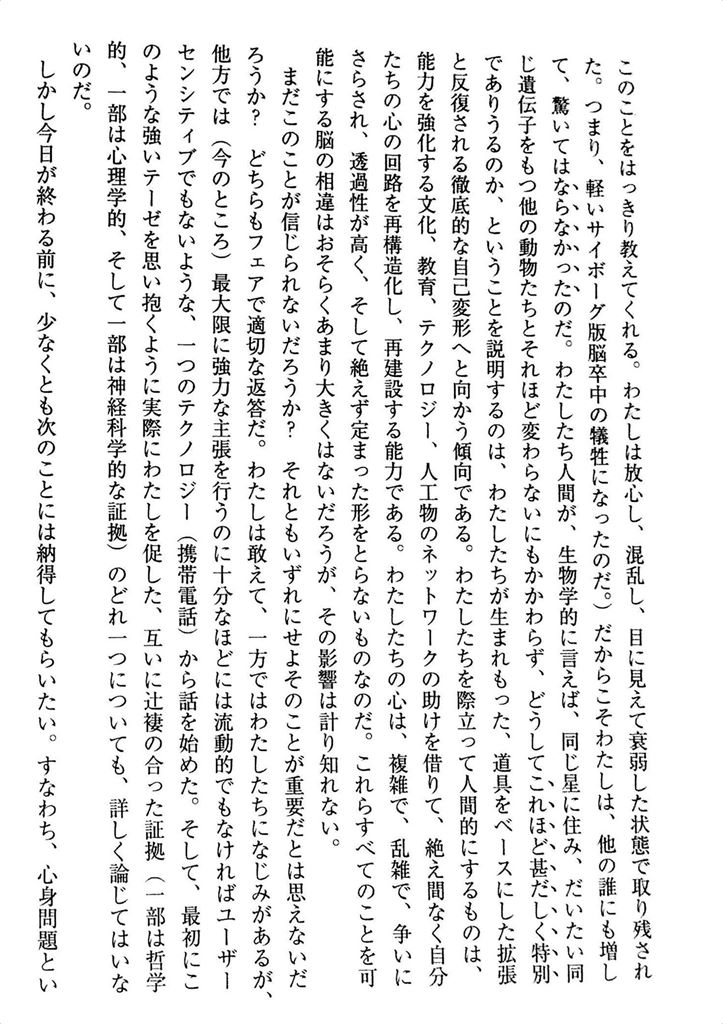 このことをはっきり教えてくれる。わたしは放心し、混乱し、目に見えて衰弱した状態で取り残され
た。つまり、軽いサイボーグ版脳卒中の犠牲になったのだ。）だからこそわたしは、他の誰にも増し
て、驚いてはならなかったのだ。わたしたち人間が、生物学的に言えば、同じ星に住み、だいたい同
じ遺伝子をもつ他の動物たちとそれほど変わらないにもかかわらず、どうしてこれほど甚だしく特別
でありうるのか、ということを説明するのは、わたしたちが生まれもった、道具をベースにした拡張
と反復される徹底的な自己変形へと向かう傾向である。わたしたちを際立って人間的にするものは、
能力を強化する文化、教育、テクノロジー、人工物のネットワークの助けを借りて、絶え間なく自分
たちの心の回路を再構造化し、再建設する能力である。わたしたちの心は、複雑で、乱雑で、争いに
さらされ、透過性が高く、そして絶えず定まった形をとらないものなのだ。これらすべてのことを可
能にする脳の相違はおそらくあまり大きくはないだろうが、その影響は計り知れない。
まだこのことが信じられないだろうか？　それともいずれにせよそのことが重要だとは思えないだ
ろうか？　どちらもフェアで適切な返答だ。わたしは敢えて、一方ではわたしたちになじみがあるが、
他方では（今のところ）最大限に強力な主張を行うのに十分なほどには流動的でもなければユーザー
センシティブでもないような、一つのテクノロジー（携帯電話）から話を始めた。そして、最初にこ
のような強いテーゼを思い抱くように実際にわたしを促した、互いに辻褄の合った証拠（一部は哲学
的、一部は心理学的、そして一部は神経科学的な証拠）のどれ一つについても、詳しく論じてはいな
いのだ。
しかし今日が終わる前に、少なくとも次のことには納得してもらいたい。すなわち、心身問題とい